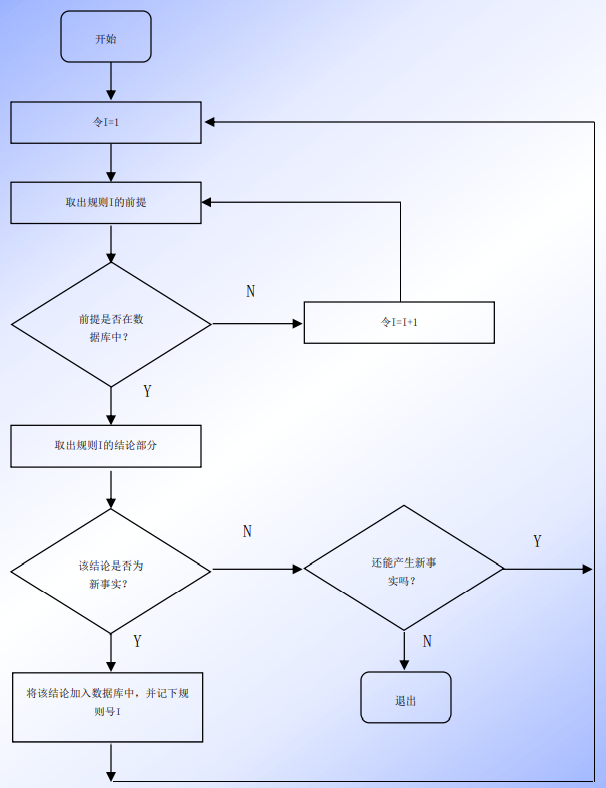 开始
令I=1
取出规则I的前提
前提是否在数
据库中？
N
令I=I+1
Y
取出规则I的结论部分
该结论是否为
新事实？
N
还能产生新事
实吗？
Y
Y
N
将该结论加入数据库中，并记下规
则号I
退出